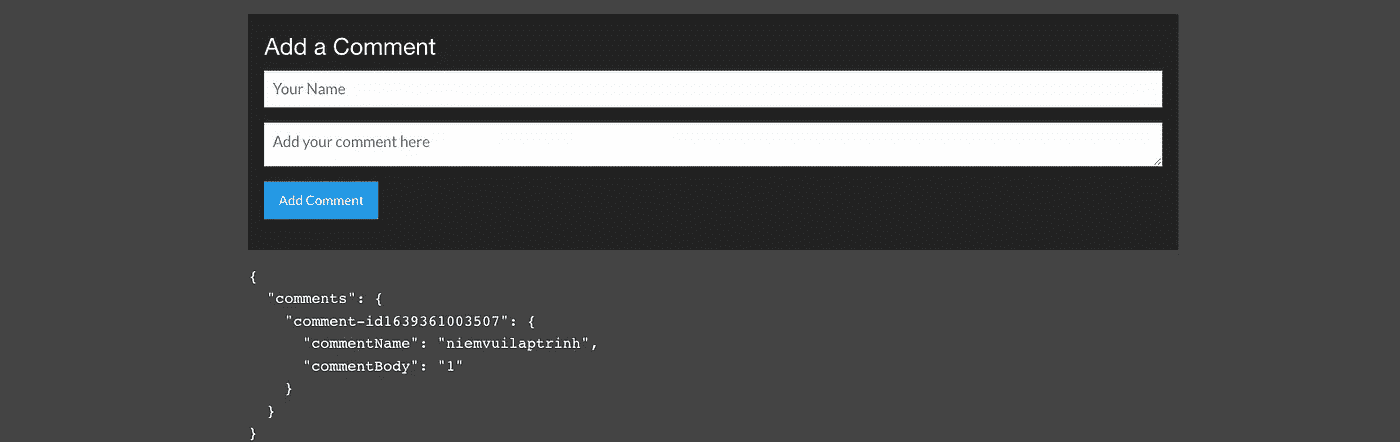 Add a Comment
Your Name
Add your comment here
Add Comment
{
  "comments": {
    "comment-id1639361003507": {
      "commentName": "niemvuilaptrinh",
      "commentBody": "1"
    }
  }
}